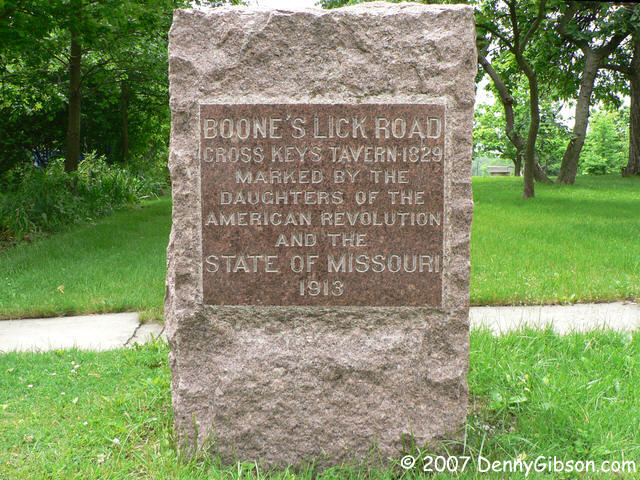 BOONE'S LICK ROAD
CROSS KEYS TAVERN-1829
MARKED BY THE
DAUGHTERS OF THE
AMERICAN REVOLUTION
AND THE
STATE OF MISSOURI
1913
© 2007 DennyGibson.com